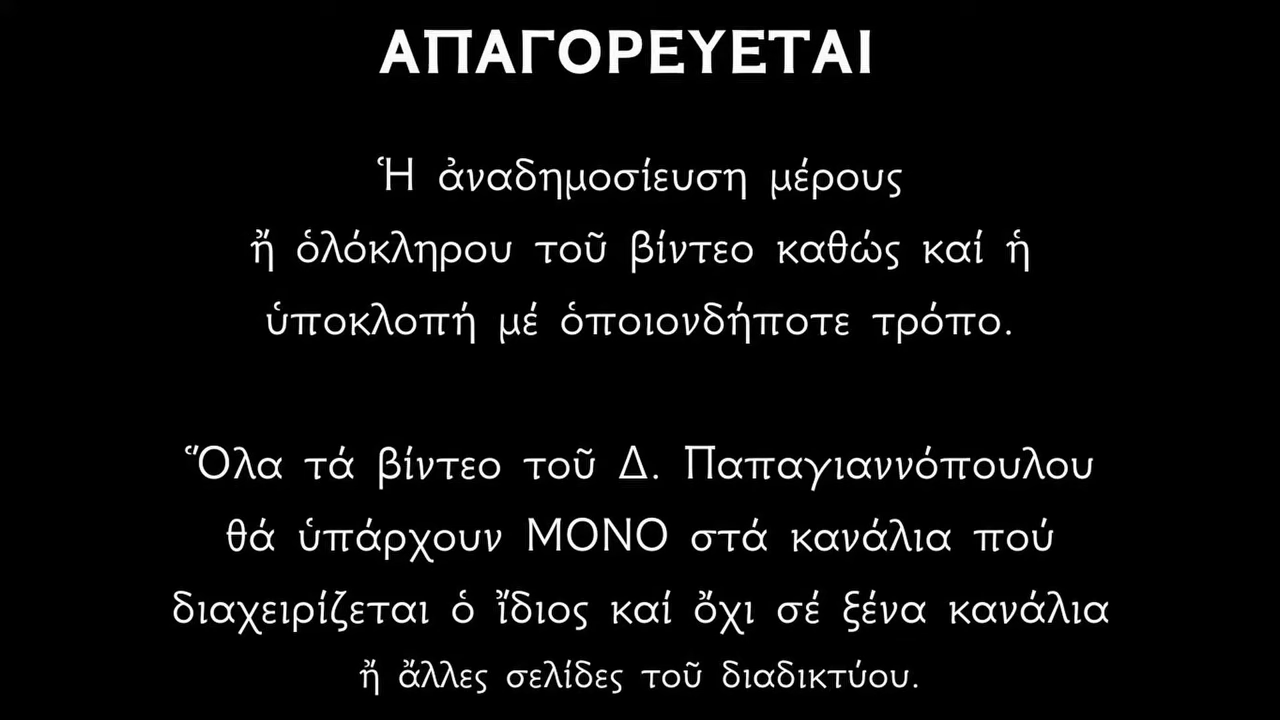 ΑΠΑΓΟΡΕΥΕΤΑΙ
Ἡ ἀναδημοσίευση μέρους
ἤ ὁλόκληρου τοῦ βίντεο καθώς καί ἡ
ὑποκλοπή μέ ὁποιονδήποτε τρόπο.
Ὅλα τά βίντεο τοῦ Δ. Παπαγιαννόπουλου
θά ὑπάρχουν ΜΟΝΟ στά κανάλια πού
διαχειρίζεται ὁ ἴδιος καί ὄχι σέ ξένα κανάλια
ἤ ἄλλες σελίδες τοῦ διαδικτύου.